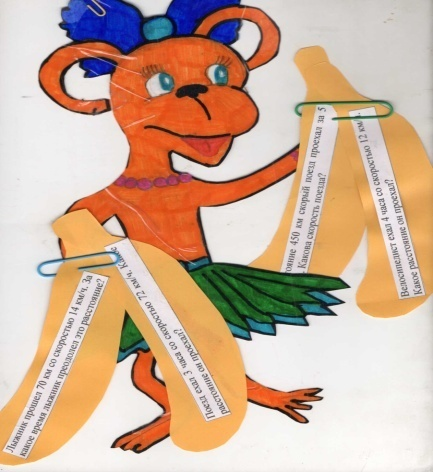 Лыжник прошел 70 км со скоростью 14 км/ч. За
какое время лыжник преодолел это расстояние?
Поезд ехал 3 часа со скоростью 72 км/ч. Какое
расстояние он проехал?
450 км скорый поезд проехал за 5
Какова скорость поезда?
Велосипедист ехал 4 часа со скоростью 12 км/ч.
Какое расстояние он проехал?